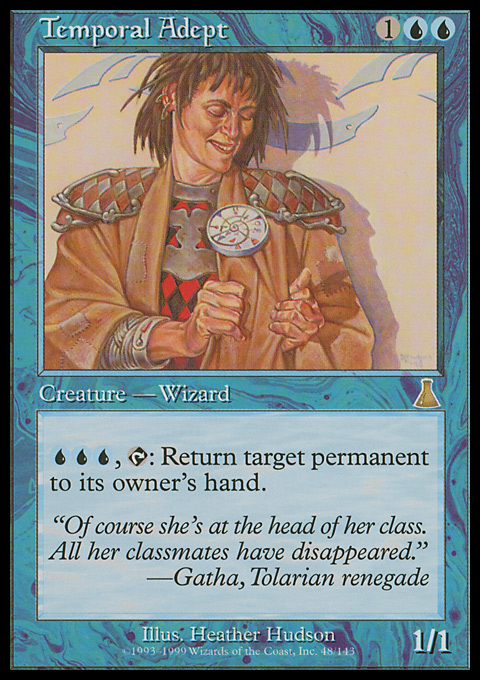 Temporal Adept 1
Creature — Wizard
, : Return target permanent
to its owner's hand.
“Of course she's at the head of her class.
All her classmates have disappeared.”
—Gatha, Tolarian renegade
Illus. Heather Hudson
1/1
©1993-1999 Wizards of the Coast, Inc. 48/143